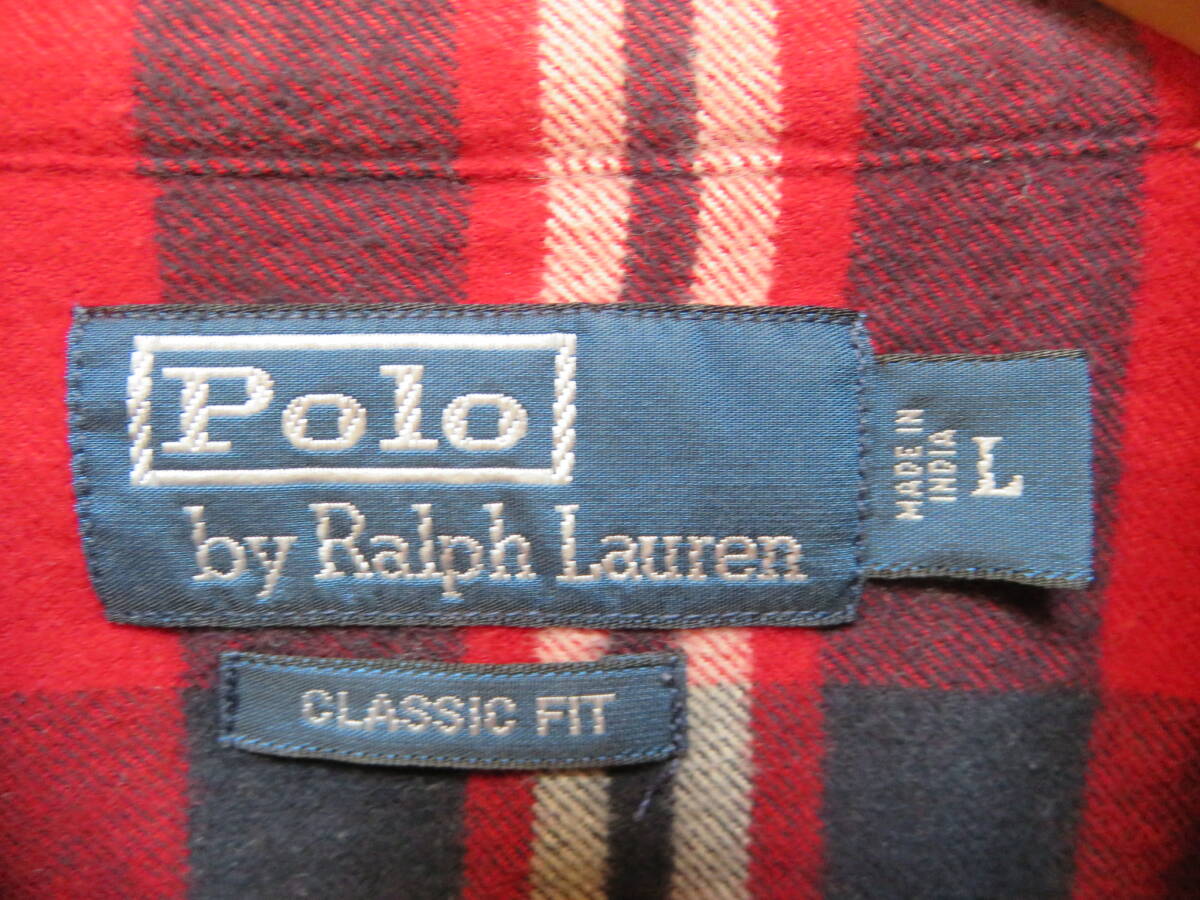 Polo
by Ralph Lauren
MADE IN
INDIA
L
CLASSIC FIT